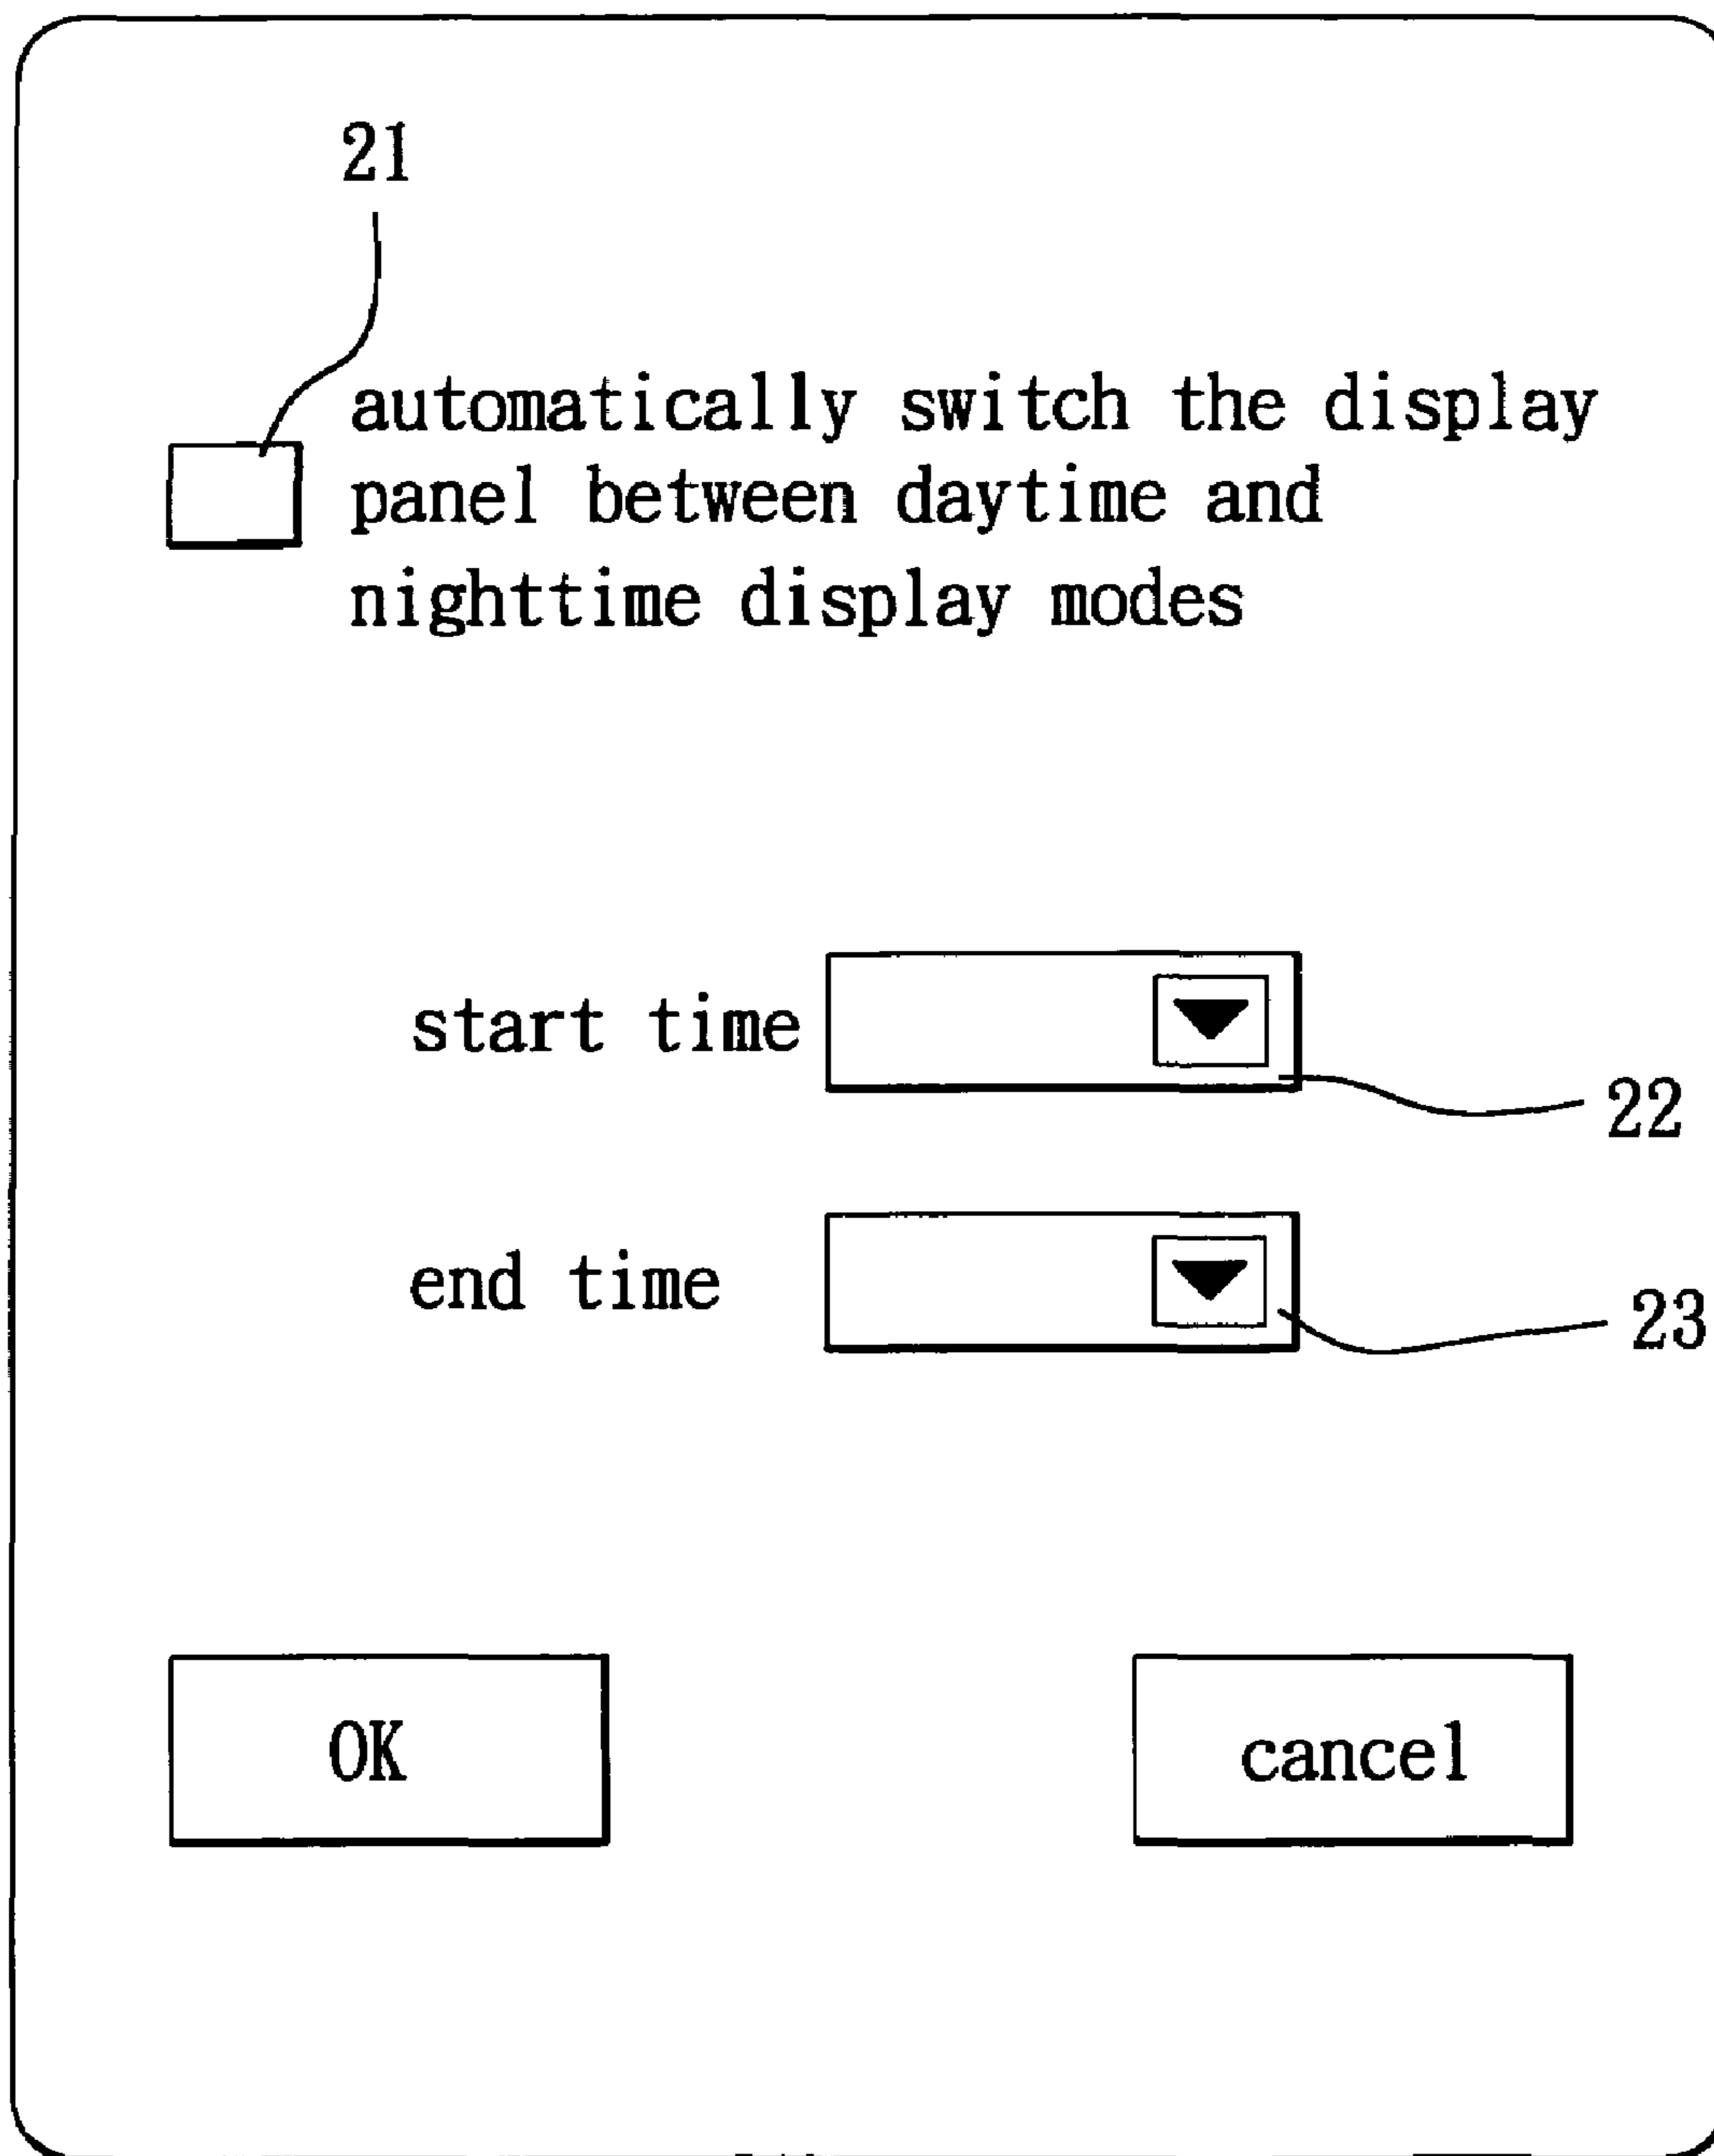 21
automatically switch the display
panel between daytime and
nighttime display modes
start time
22
end time
23
OK
cancel